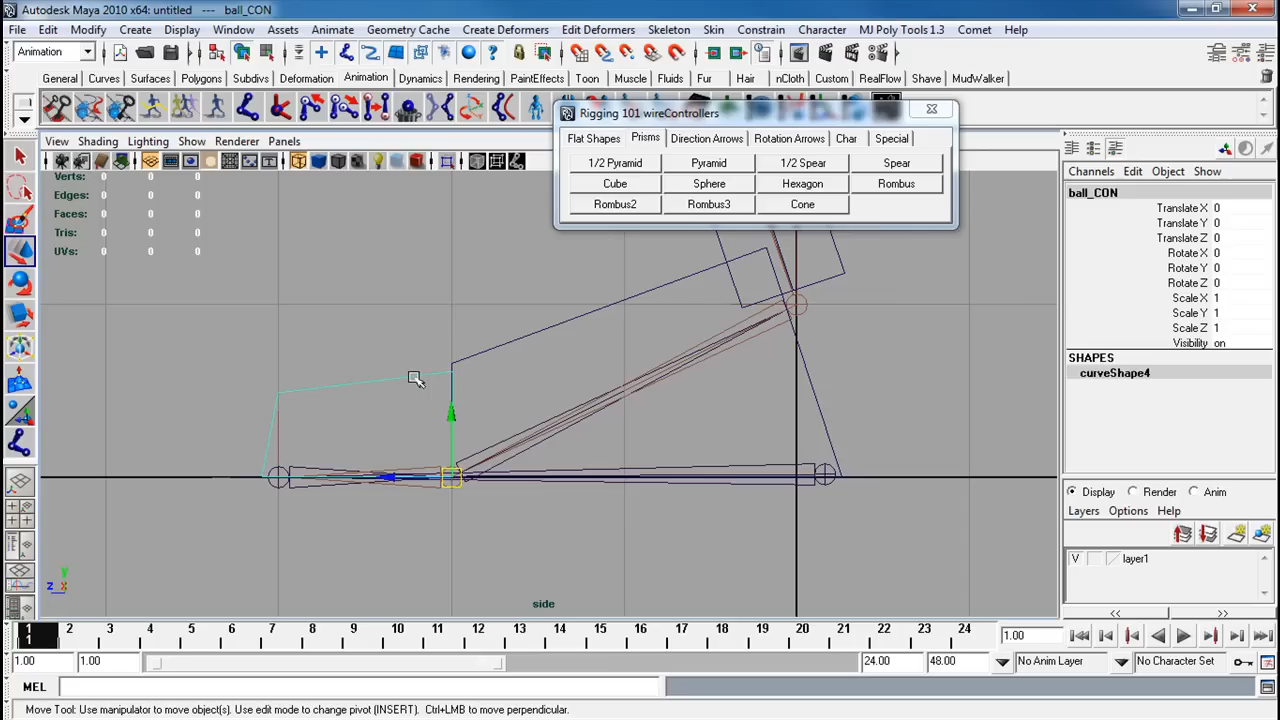 Autodesk Maya 2010 x64: untitled --- ball_CON
File Edit Modify Create Display Window Assets Animate Geometry Cache Create Deformers Edit Deformers Skeleton Skin Constrain Character MJ Poly Tools 1.3 Comet Help
Animation
General Curves Surfaces Polygons Subdivs Deformation Animation Dynamics Rendering PaintEffects Toon Muscle Fluids Fur Hair nCloth Custom RealFlow Shave MudWalker
Rigging 101 wireControllers
Flat Shapes Prisms Direction Arrows Rotation Arrows Char Special
1/2 Pyramid Pyramid 1/2 Spear Spear
Cube Sphere Hexagon Rombus
Rombus2 Rombus3 Cone
View Shading Lighting Show Renderer Panels
Verts: 0 0 0
Edges: 0 0 0
Faces: 0 0 0
Tris: 0 0 0
UVs: 0 0 0
Channels Edit Object Show
ball_CON
Translate X 0
Translate Y 0
Translate Z 0
Rotate X 0
Rotate Y 0
Rotate Z 0
Scale X 1
Scale Y 1
Scale Z 1
Visibility on
SHAPES
curveShape4
Display Render Anim
Layers Options Help
V layer1
<< >>
y
z x
side
1 2 3 4 5 6 7 8 9 10 11 12 13 14 15 16 17 18 19 20 21 22 23 24
1
1.00
1.00 1.00 24.00 48.00 No Anim Layer No Character Set
MEL
Move Tool: Use manipulator to move object(s). Use edit mode to change pivot (INSERT). Ctrl+LMB to move perpendicular.